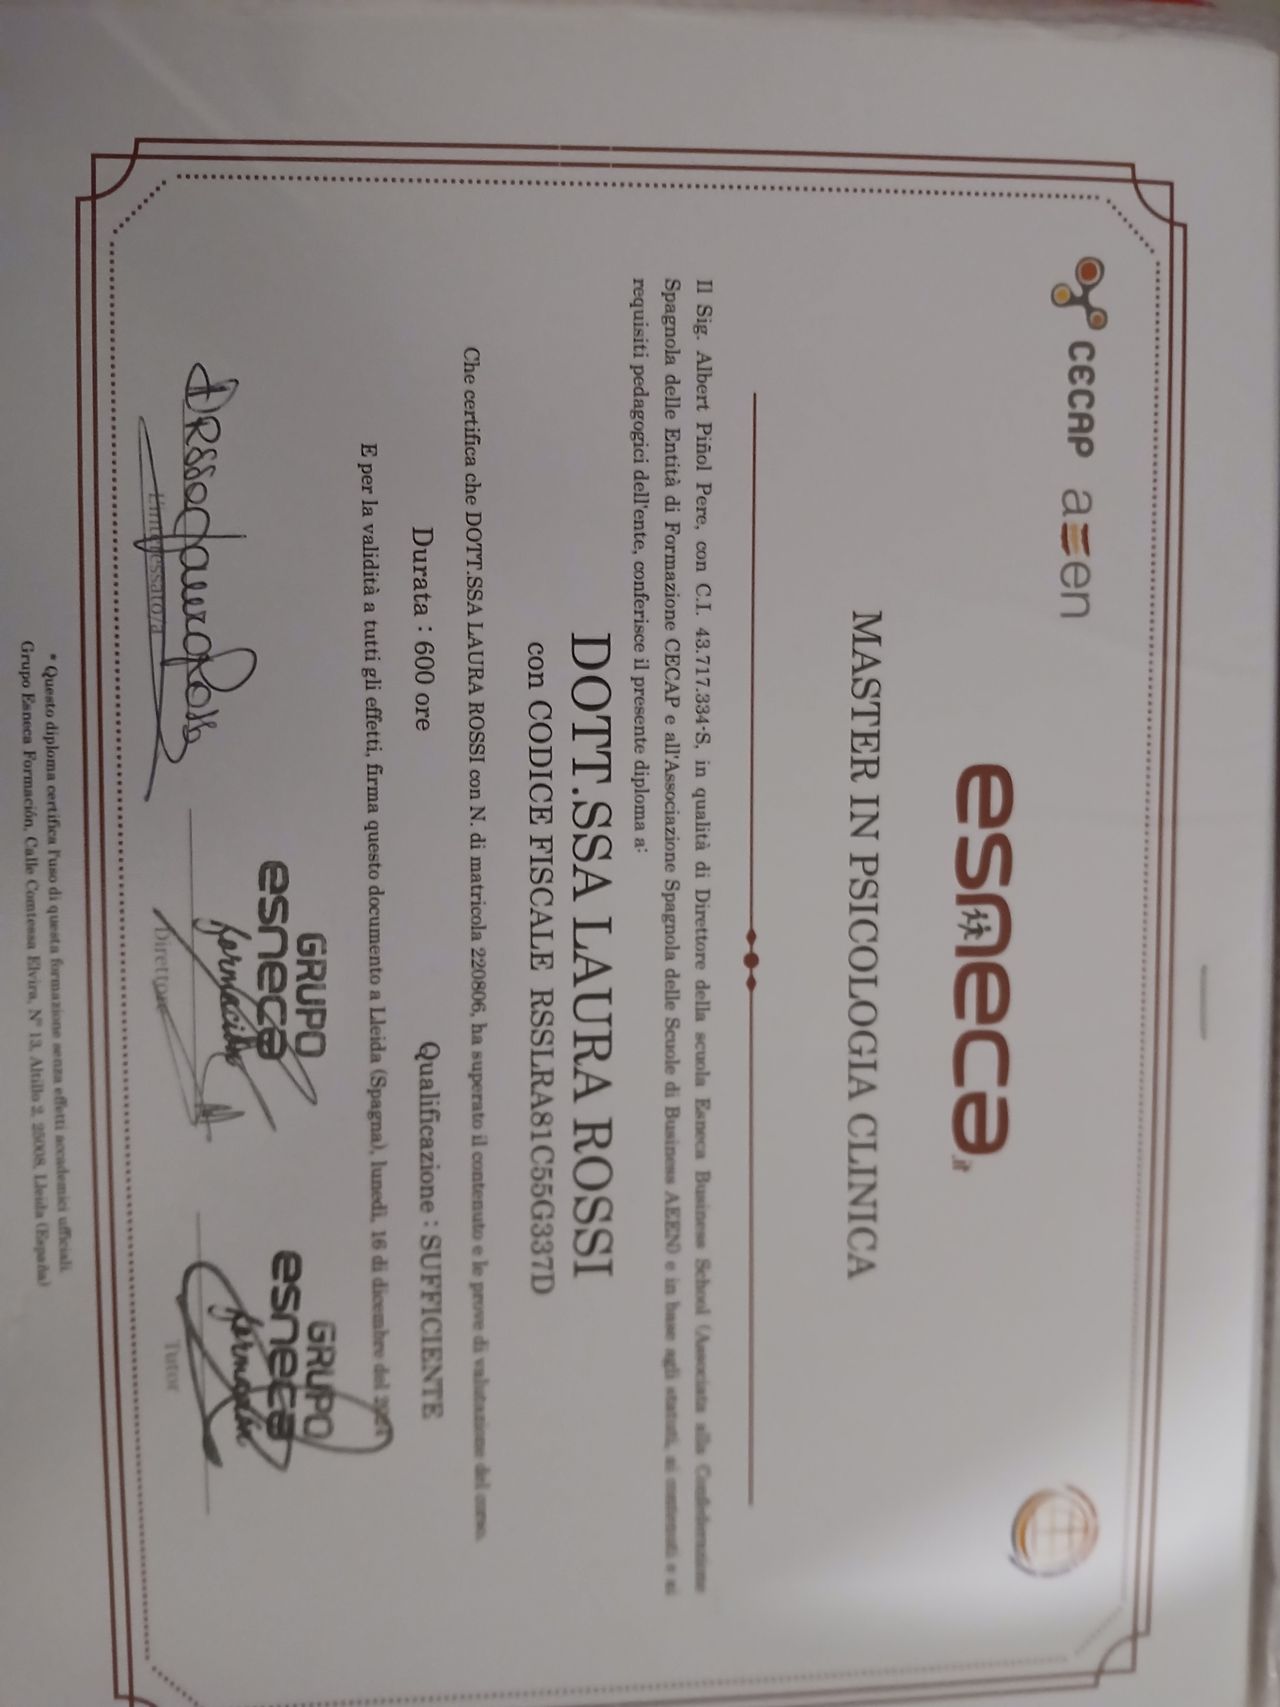 CECAP aeen
esneca.it
MASTER IN PSICOLOGIA CLINICA
Il Sig. Albert Piñol Pere, con C.I. 43.717.334-S, in qualità di Direttore della scuola Esneca Business School (Associata alla Confederazione
Spagnola delle Entità di Formazione CECAP e all'Associazione Spagnola delle Scuole di Business AEEN) e in base agli statuti, ai contenuti e ai
requisiti pedagogici dell'ente, conferisce il presente diploma a:
DOTT.SSA LAURA ROSSI
con CODICE FISCALE RSSLRA81C55G337D
Che certifica che DOTT.SSA LAURA ROSSI con N. di matricola 220806, ha superato il contenuto e le prove di valutazione del corso.
Durata : 600 ore Qualificazione : SUFFICIENTE
E per la validità a tutti gli effetti, firma questo documento a Lleida (Spagna), lunedì, 16 di dicembre del
GRUPO esneca formación
GRUPO esneca formación
Drssa Laura Rossi
L'interessato/a Direttore Tutor
* Questo diploma certifica l'uso di questa formazione senza effetti accademici ufficiali.
Grupo Esneca Formación, Calle Comtessa Elvira, Nº 13, Altillo 2, 25008, Lleida (España)